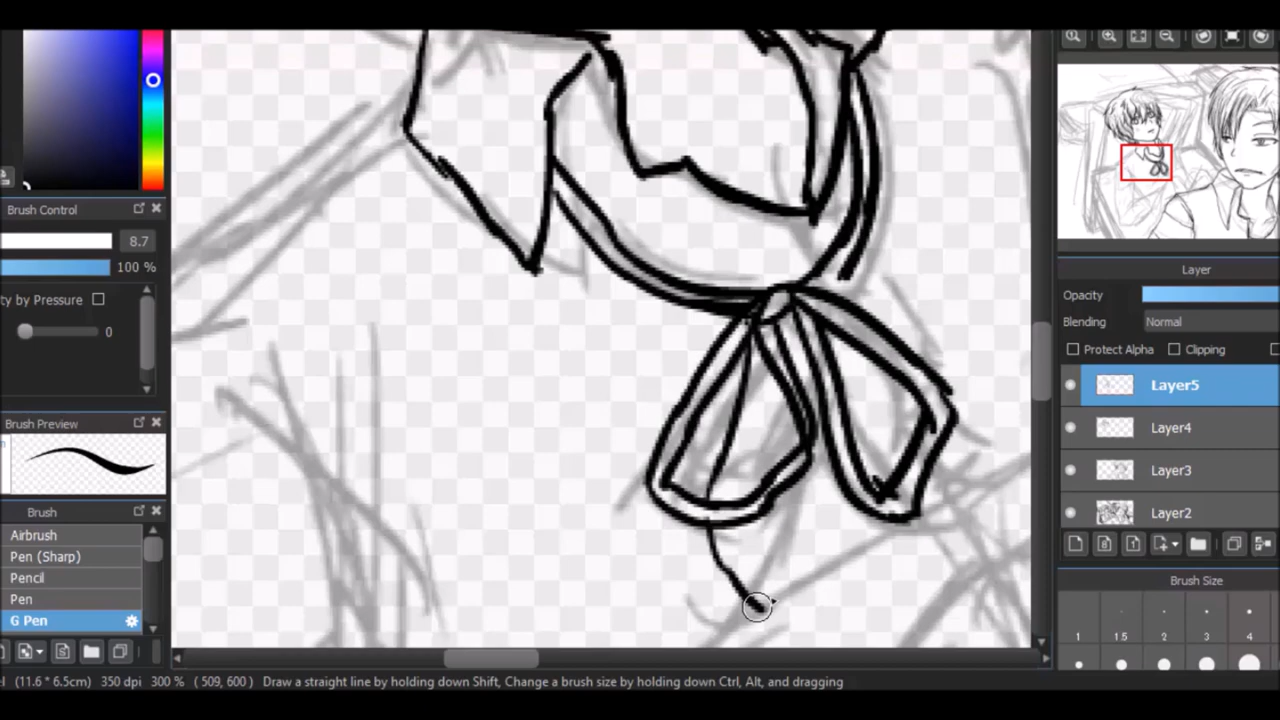 Brush Control
8.7
100 %
ty by Pressure
0
Brush Preview
Brush
Airbrush
Pen (Sharp)
Pencil
Pen
G Pen
Layer
Opacity
Blending
Normal
Protect Alpha
Clipping
Layer5
Layer4
Layer3
Layer2
Brush Size
1
1.5
2
3
4
el (11.6 * 6.5cm) 350 dpi 300 % ( 509, 600 ) Draw a straight line by holding down Shift, Change a brush size by holding down Ctrl, Alt, and dragging